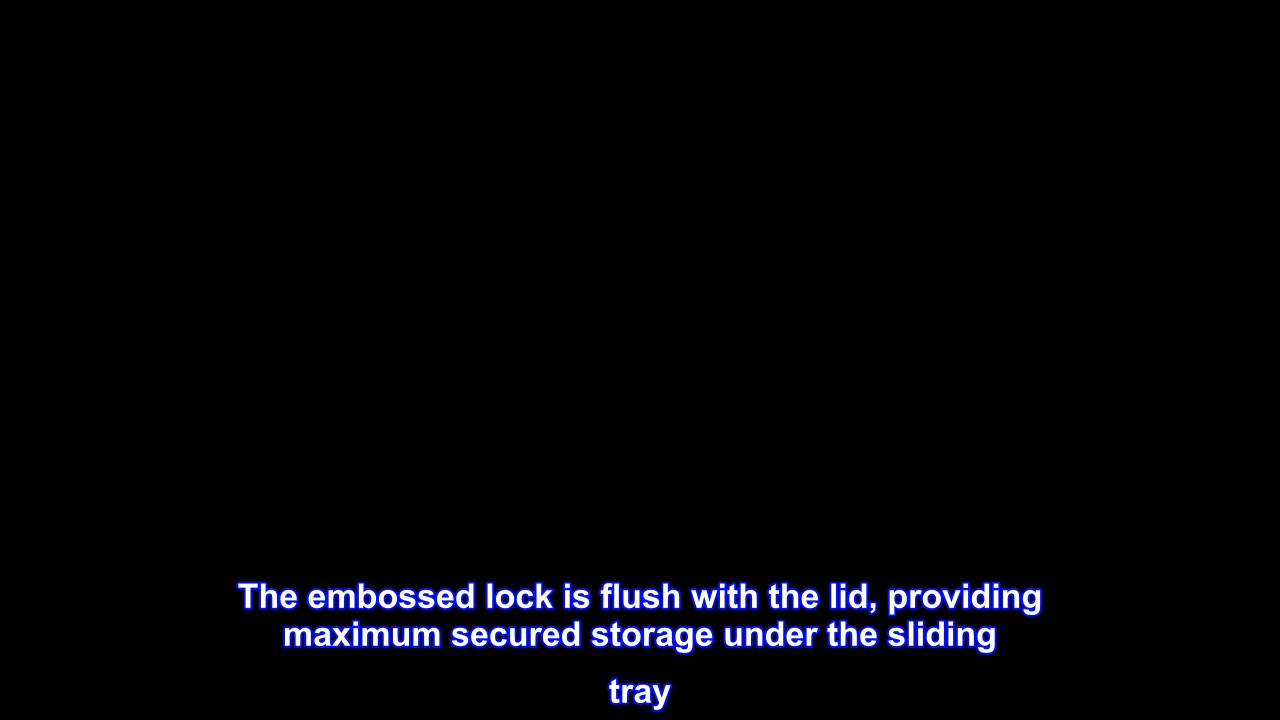 The embossed lock is flush with the lid, providing
maximum secured storage under the sliding
tray